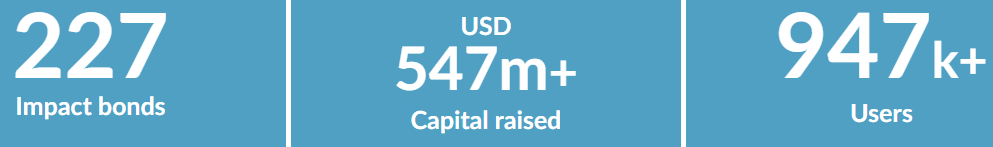 227
Impact bonds
USD
547m+
Capital raised
947k+
Users